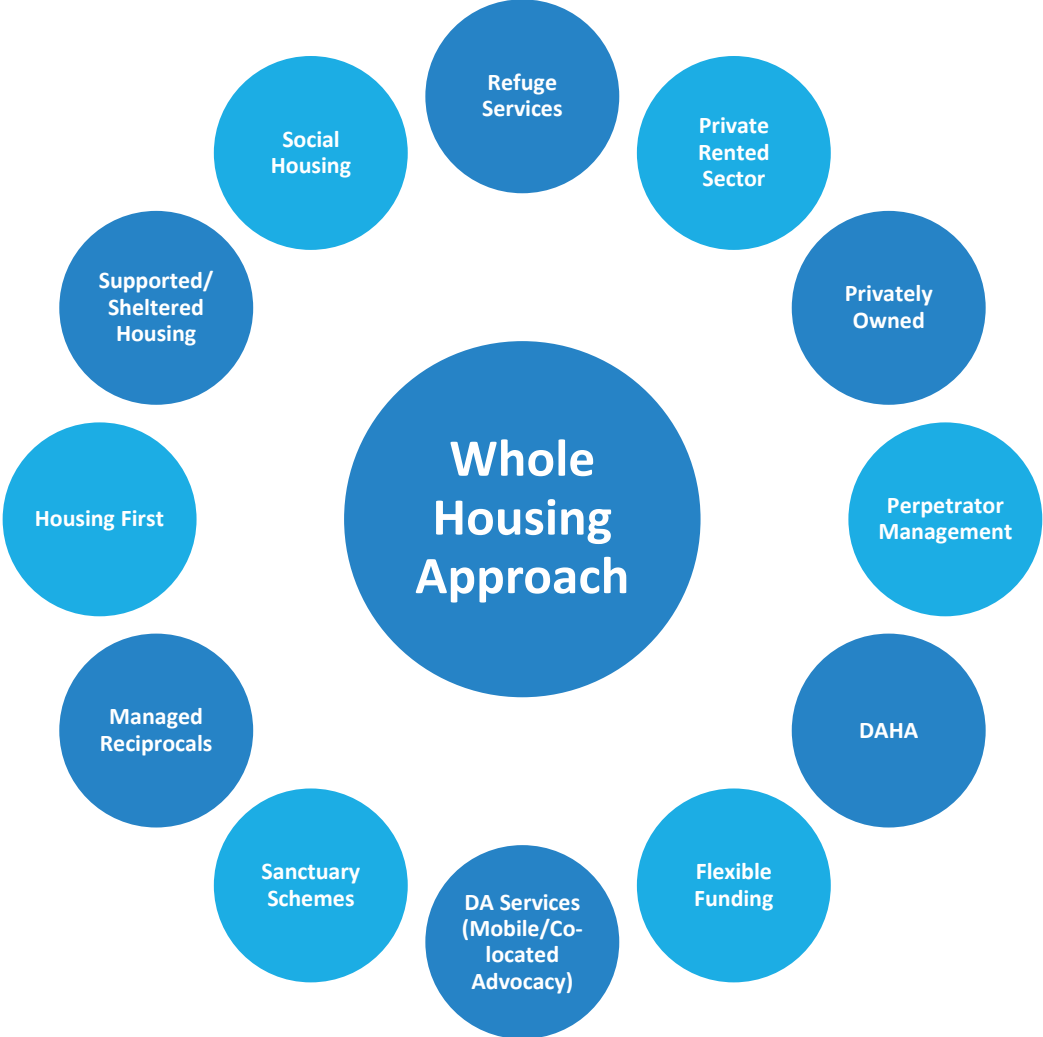 Refuge
Services
Private
Rented
Sector
Privately
Owned
Perpetrator
Management
DAHA
Flexible
Funding
DA Services
(Mobile/Co-
located
Advocacy)
Sanctuary
Schemes
Managed
Reciprocals
Housing First
Supported/
Sheltered
Housing
Social
Housing
Whole
Housing
Approach